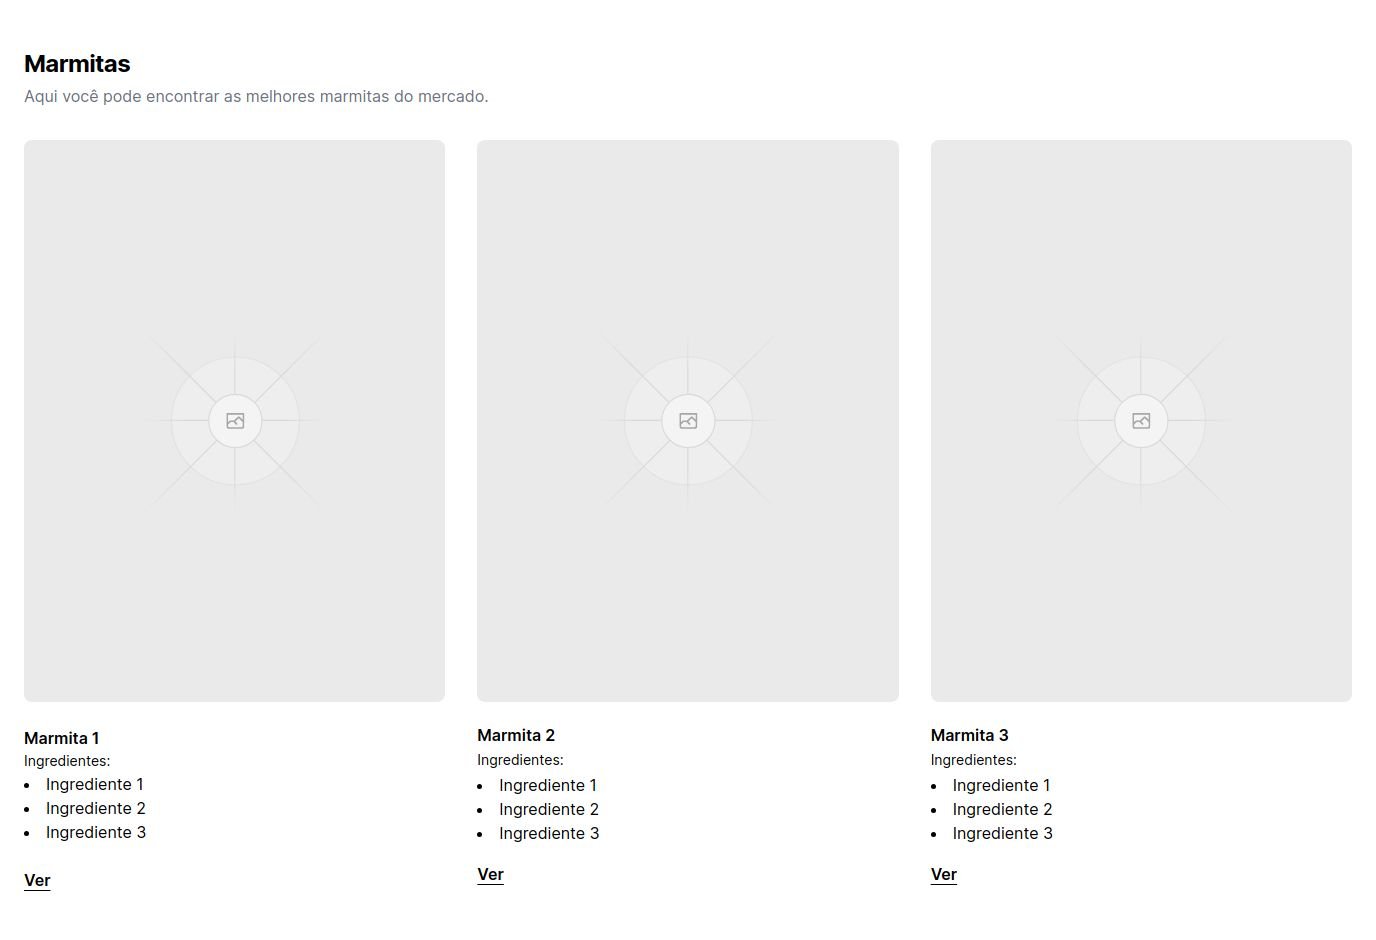 Marmitas
Aqui você pode encontrar as melhores marmitas do mercado.
Marmita 1
Ingredientes:
• Ingrediente 1
• Ingrediente 2
• Ingrediente 3
Ver
Marmita 2
Ingredientes:
• Ingrediente 1
• Ingrediente 2
• Ingrediente 3
Ver
Marmita 3
Ingredientes:
• Ingrediente 1
• Ingrediente 2
• Ingrediente 3
Ver